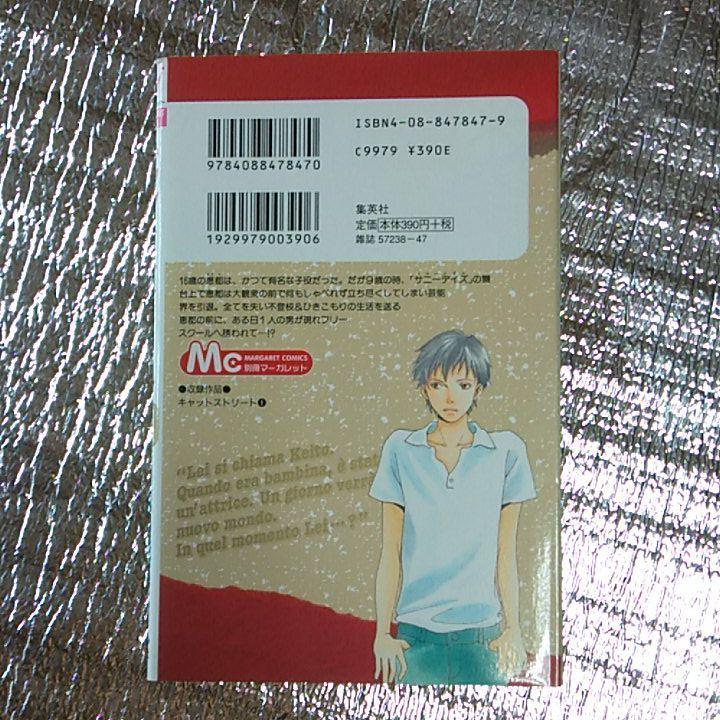 ISBN4-08-847847-9
C9979 ¥390E
9784088478470
1929979003906
集英社
定価 本体390円+税
雑誌 57238-47
16歳の恵都は、かつて有名な子役だった。だが9歳の時、「サニーデイズ」の舞
台上で恵都は大観衆の前で何もしゃべれず立ち尽くしてしまい芸能
界を引退。全てを失い不登校&ひきこもりの生活を送る
恵都の前に、ある日1人の男が現れフリー
スクールへ誘われて…!?
Mc MARGARET COMICS
別冊マーガレット
●収録作品●
キャットストリート❶
"Lei si chiama Keito.
Quando era bambina, è stat
un'attrice. Un giorno verrà
nuovo mondo.
In quel momento Lei…?"